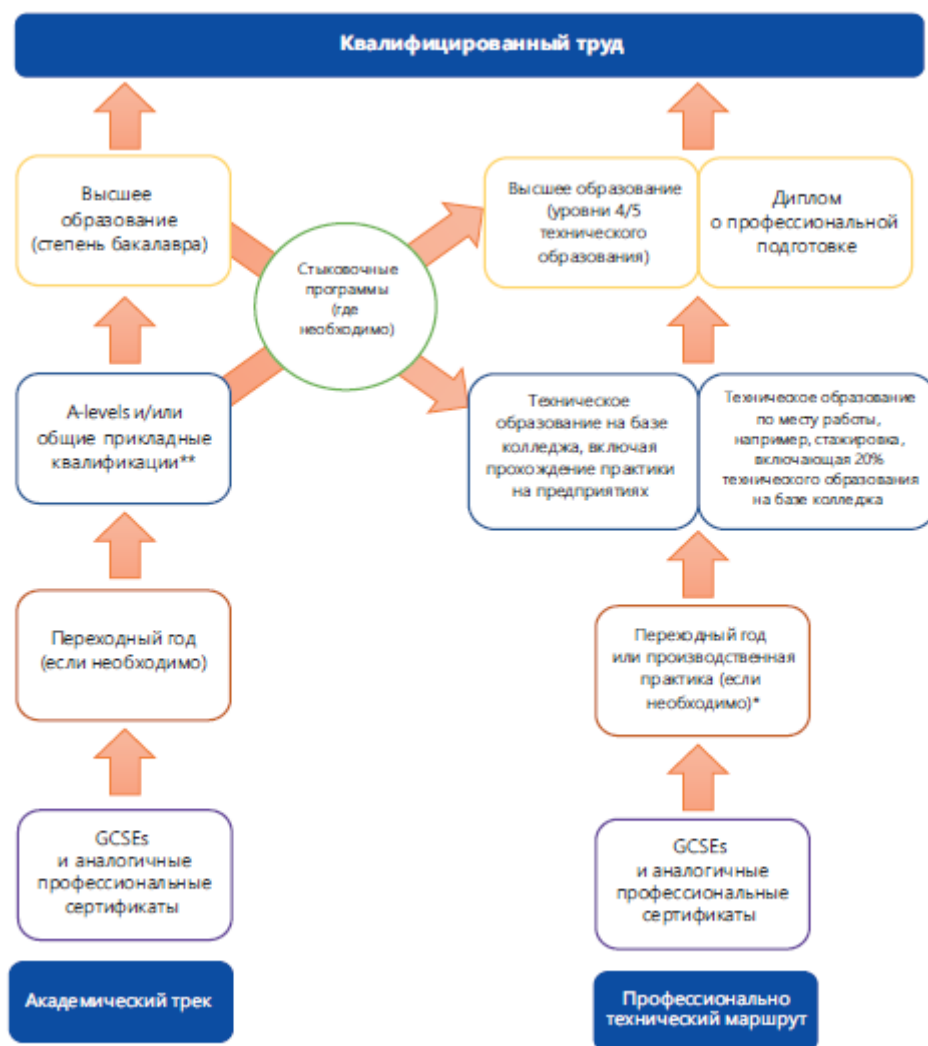 Квалифицированный труд
Высшее
образование
(степень бакалавра)
Стыковочные
программы
(где
необходимо)
Высшее образование
(уровни 4/5
технического
образования)
Диплом
о профессиональной
подготовке
A-levels и/или
общие прикладные
квалификации**
Техническое
образование на базе
колледжа, включая
прохождение практики
на предприятиях
Техническое образование
по месту работы,
например, стажировка,
включающая 20%
технического образования
на базе колледжа
Переходный год
(если необходимо)
Переходный год
или производственная
практика (если
необходимо)*
GCSEs
и аналогичные
профессиональные
сертификаты
GCSEs
и аналогичные
профессиональные
сертификаты
Академический трек
Профессионально
технический маршрут